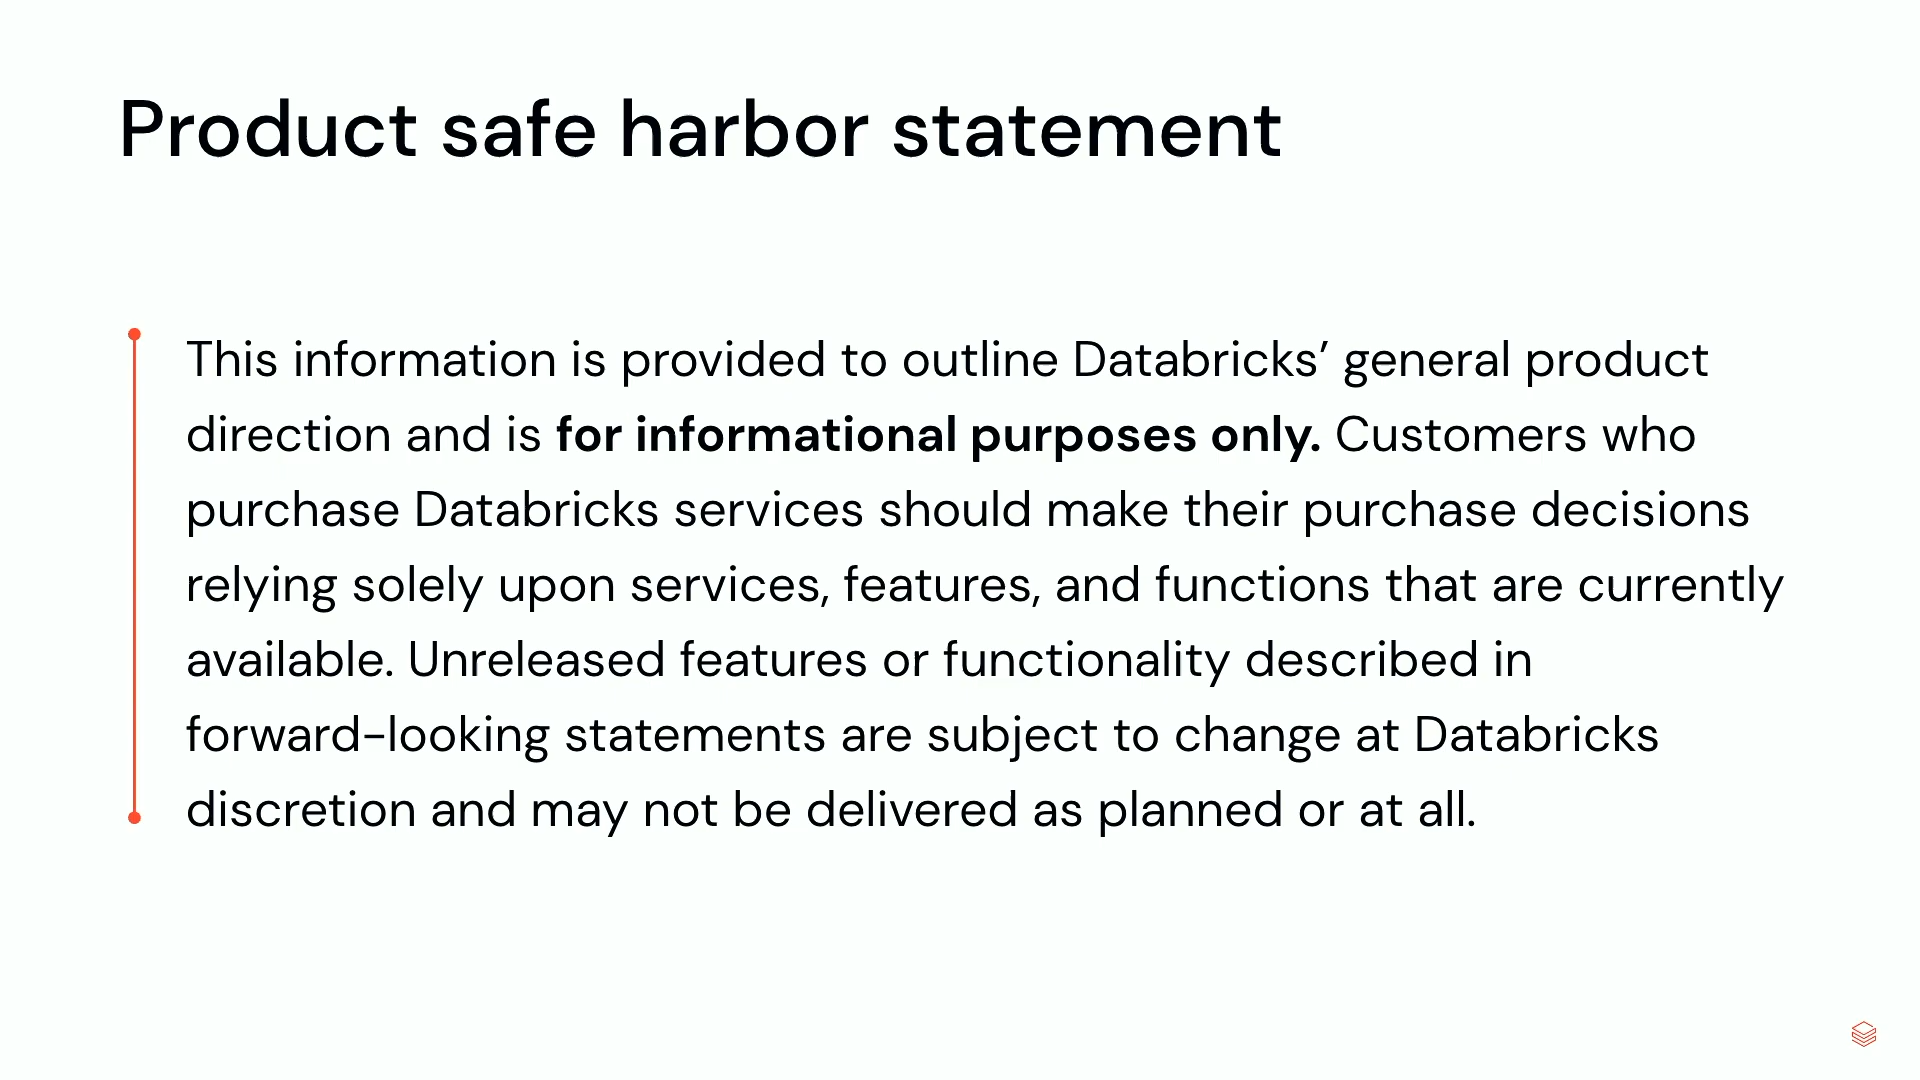 Product safe harbor statement
This information is provided to outline Databricks’ general product
direction and is for informational purposes only. Customers who
purchase Databricks services should make their purchase decisions
relying solely upon services, features, and functions that are currently
available. Unreleased features or functionality described in
forward-looking statements are subject to change at Databricks
discretion and may not be delivered as planned or at all.